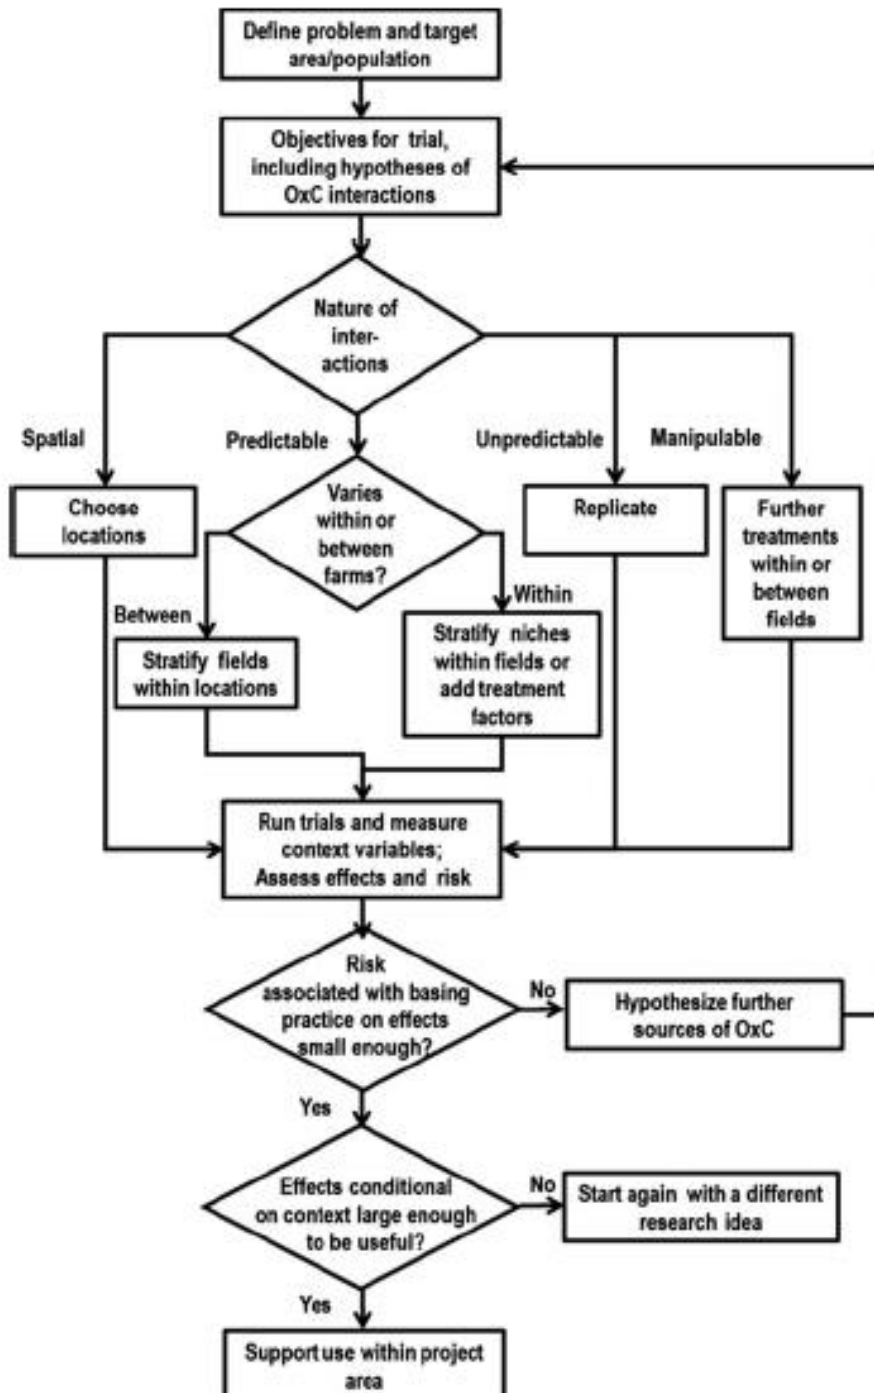 Define problem and target
area/population
Objectives for trial,
including hypotheses of
OxC interactions
Nature of
inter-
actions
Spatial
Predictable
Unpredictable
Manipulable
Choose
locations
Varies
within or
between
farms?
Replicate
Further
treatments
within or
between
fields
Between
Within
Stratify fields
within locations
Stratify niches
within fields or
add treatment
factors
Run trials and measure
context variables;
Assess effects and risk
Risk
associated with basing
practice on effects
small enough?
No
Hypothesize further
sources of OxC
Yes
Effects conditional
on context large enough
to be useful?
No
Start again with a different
research idea
Yes
Support use within project
area